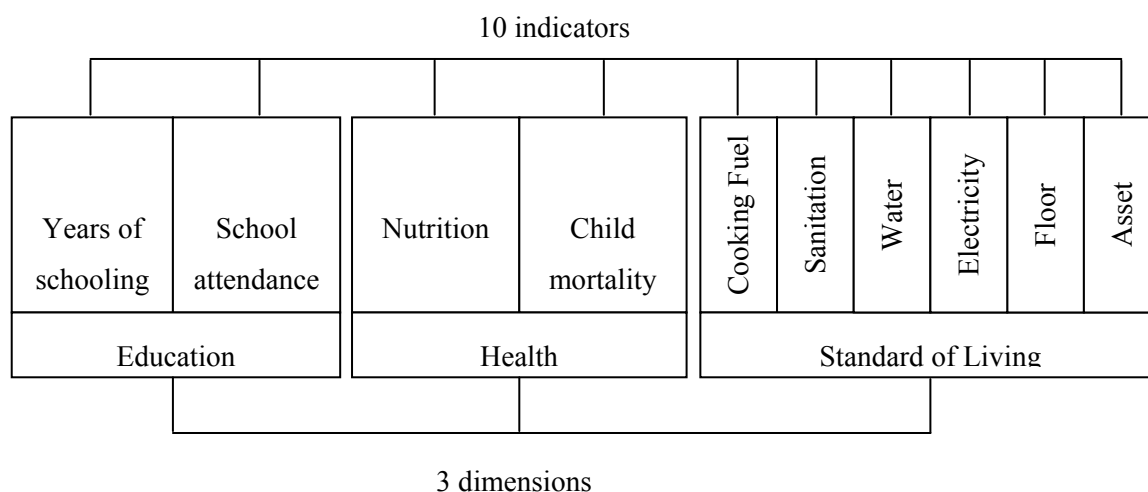 10 indicators
Years of
schooling
School
attendance
Nutrition
Child
mortality
Cooking Fuel
Sanitation
Water
Electricity
Floor
Asset
Education
Health
Standard of Living
3 dimensions